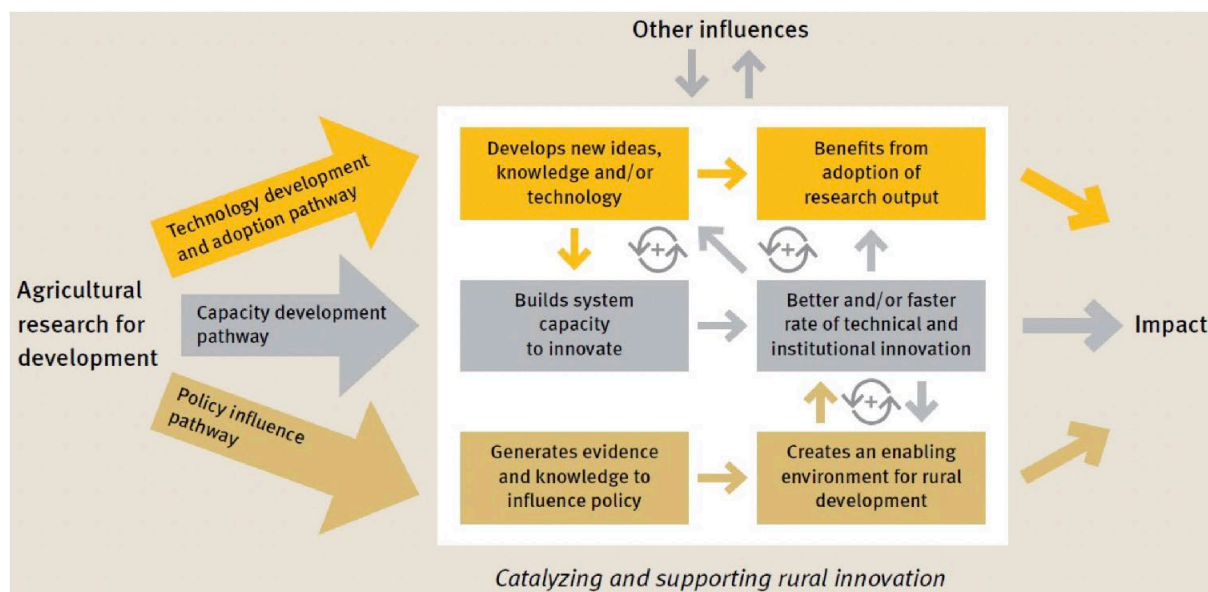 Other influences
Technology development
and adoption pathway
Develops new ideas,
knowledge and/or
technology
Benefits from
adoption of
research output
+
+
Agricultural
research for
development
Capacity development
pathway
Builds system
capacity
to innovate
Better and/or faster
rate of technical and
institutional innovation
Impact
+
Policy influence
pathway
Generates evidence
and knowledge to
influence policy
Creates an enabling
environment for rural
development
Catalyzing and supporting rural innovation